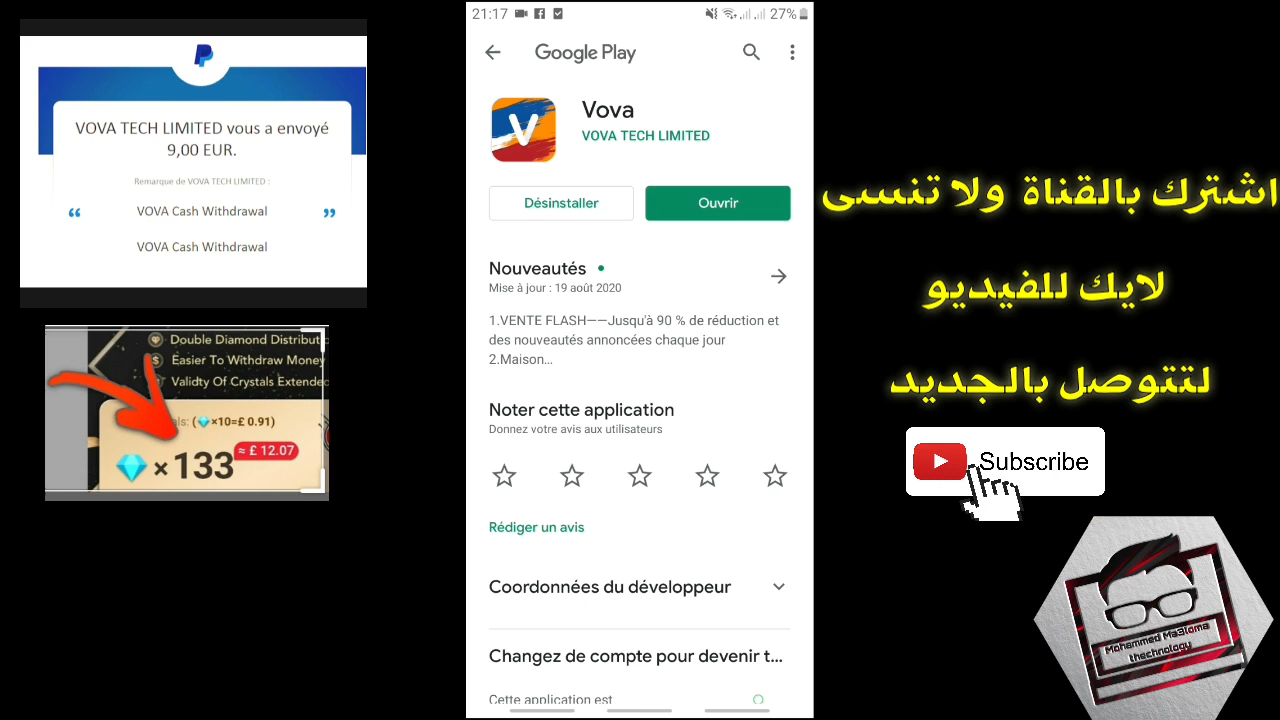 VOVA TECH LIMITED vous a envoyé
9,00 EUR.
Remarque de VOVA TECH LIMITED :
“ VOVA Cash Withdrawal ”
VOVA Cash Withdrawal
Double Diamond Distribut
Easier To Withdraw Money
Validty Of Crystals Extended
als: (💎×10=£ 0.91)
≈ £ 12.07
× 133
21:17
27%
Google Play
Vova
VOVA TECH LIMITED
Désinstaller
Ouvrir
Nouveautés •
Mise à jour : 19 août 2020
1.VENTE FLASH——Jusqu'à 90 % de réduction et
des nouveautés annoncées chaque jour
2.Maison…
Noter cette application
Donnez votre avis aux utilisateurs
Rédiger un avis
Coordonnées du développeur
Changez de compte pour devenir t...
Cette application est
اشترك بالقناة ولا تنسى
لايك للفيديو
لتتوصل بالجديد
Subscribe
Mohammed Ma3loma
thechnology